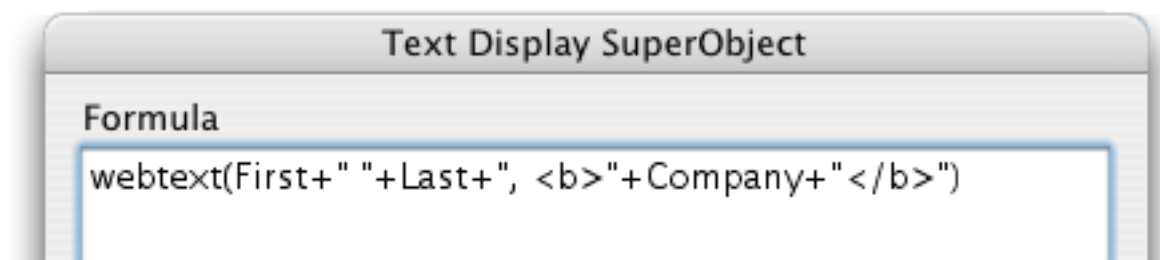 Text Display SuperObject
Formula
webtext(First+" "+Last+", <b>"+Company+"</b>")